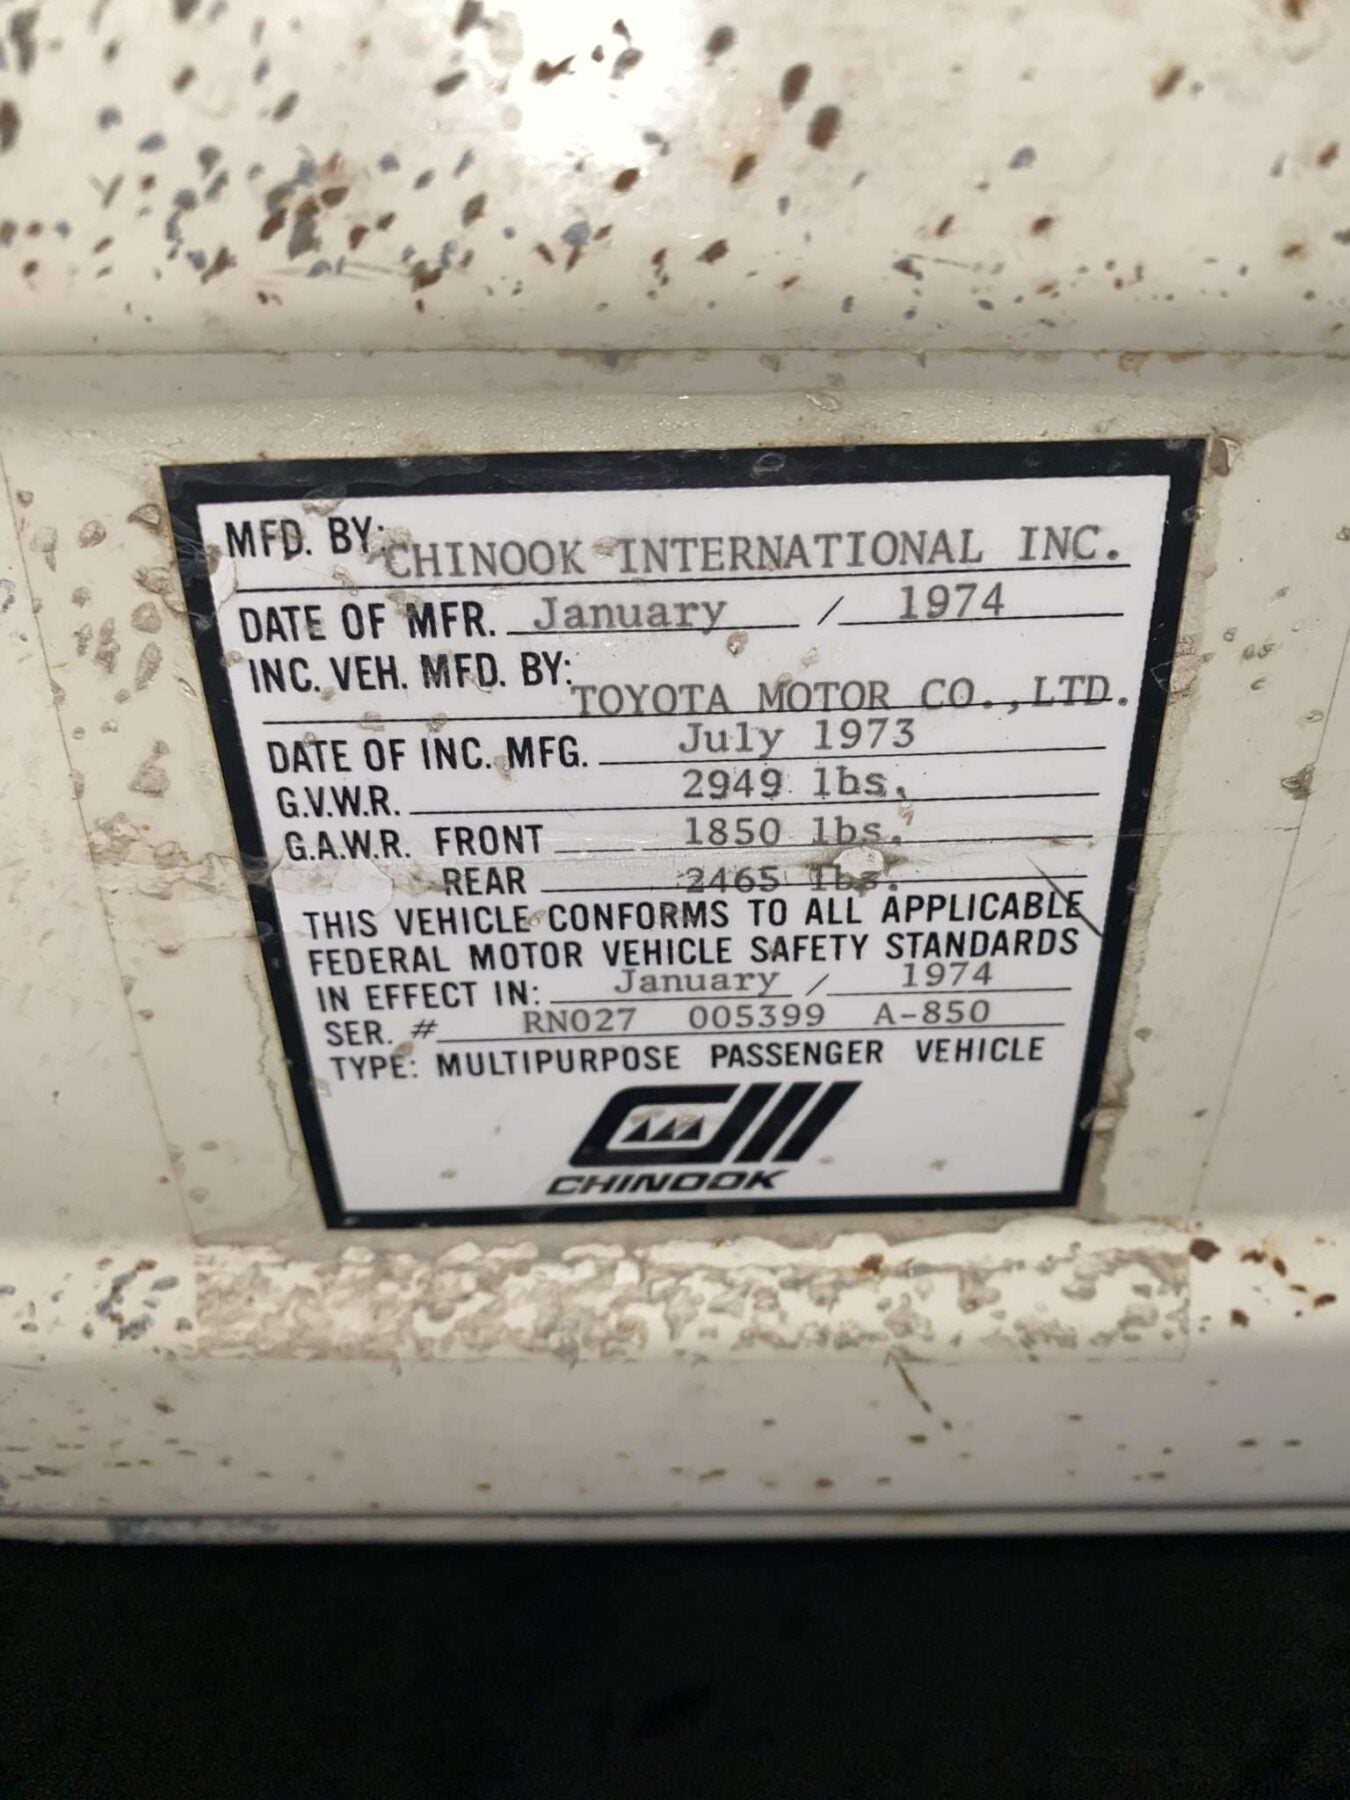 MFD. BY: CHINOOK INTERNATIONAL INC.
DATE OF MFR. January / 1974
INC. VEH. MFD. BY: TOYOTA MOTOR CO.,LTD.
DATE OF INC. MFG. July 1973
G.V.W.R. 2949 lbs.
G.A.W.R. FRONT 1850 lbs.
REAR 2465 lbs.
THIS VEHICLE CONFORMS TO ALL APPLICABLE
FEDERAL MOTOR VEHICLE SAFETY STANDARDS
IN EFFECT IN: January / 1974
SER. # RN027 005399 A-850
TYPE: MULTIPURPOSE PASSENGER VEHICLE
CHINOOK